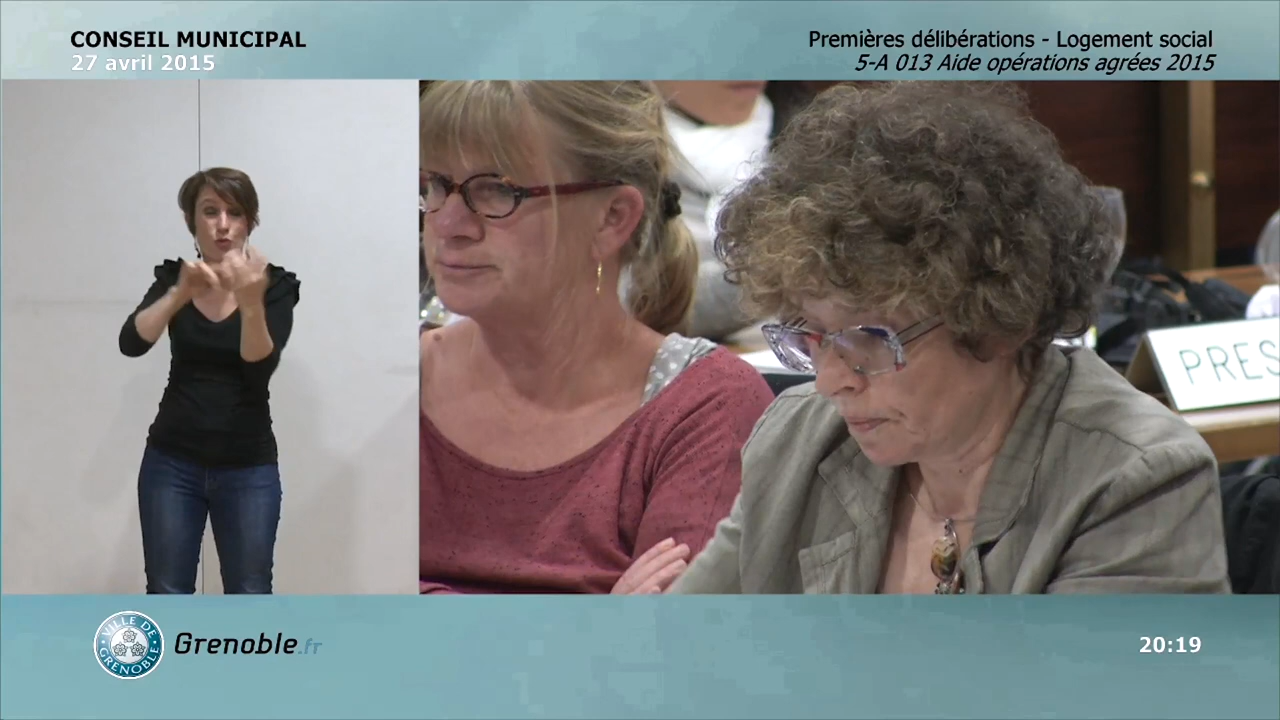 CONSEIL MUNICIPAL
27 avril 2015
Premières délibérations - Logement social
5-A 013 Aide opérations agrées 2015
PRES
VILLE DE
GRENOBLE
Grenoble.fr
20:19